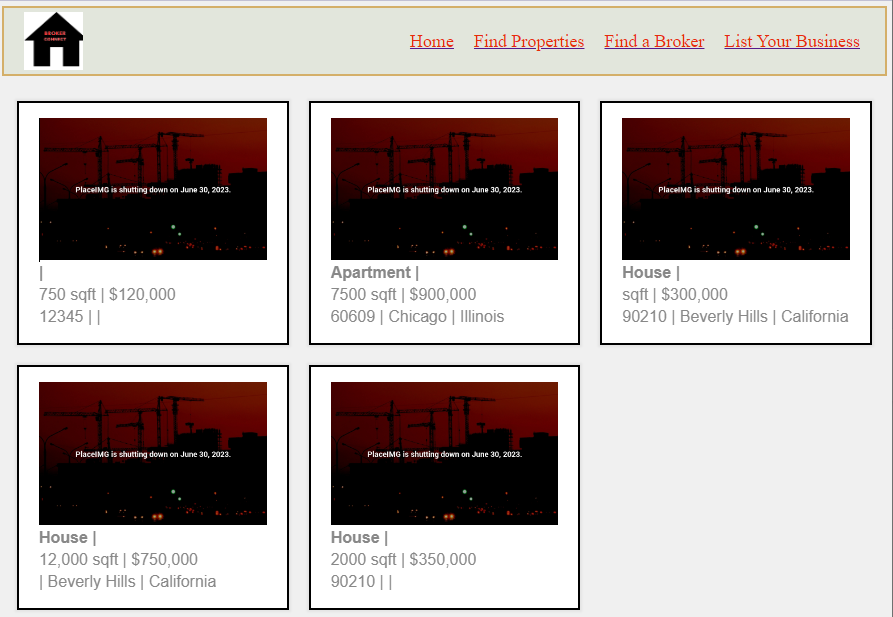 BROKER
CONNECT
Home Find Properties Find a Broker List Your Business
PlaceIMG is shutting down on June 30, 2023.
|
750 sqft | $120,000
12345 | |
PlaceIMG is shutting down on June 30, 2023.
Apartment |
7500 sqft | $900,000
60609 | Chicago | Illinois
PlaceIMG is shutting down on June 30, 2023.
House |
sqft | $300,000
90210 | Beverly Hills | California
PlaceIMG is shutting down on June 30, 2023.
House |
12,000 sqft | $750,000
| Beverly Hills | California
PlaceIMG is shutting down on June 30, 2023.
House |
2000 sqft | $350,000
90210 | |